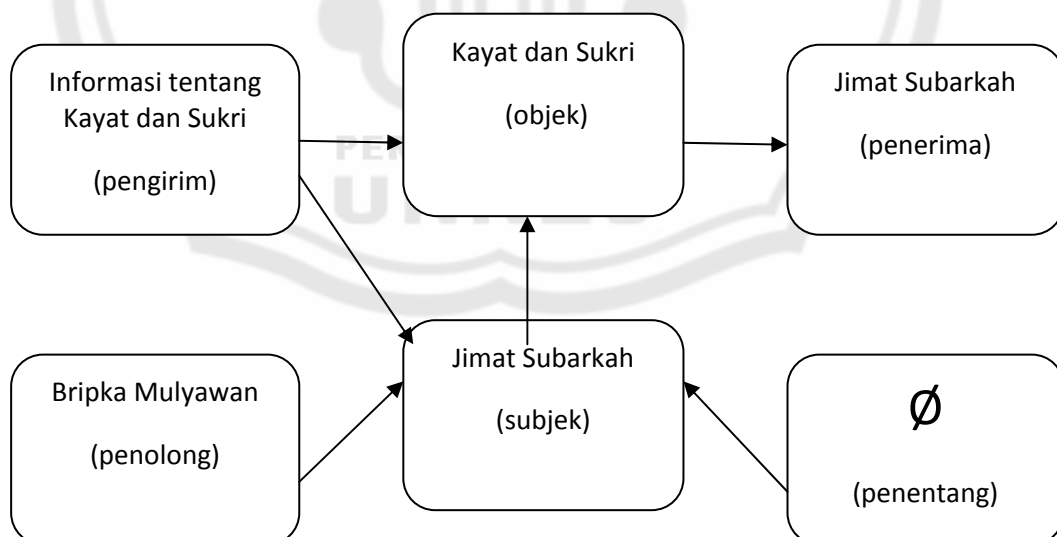 Informasi tentang
Kayat dan Sukri
(pengirim)
Kayat dan Sukri
(objek)
Jimat Subarkah
(penerima)
Bripka Mulyawan
(penolong)
Jimat Subarkah
(subjek)
Ø
(penentang)